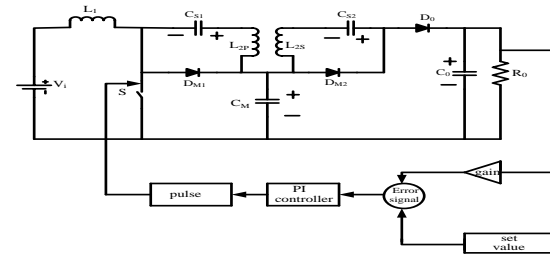 L1
CS1
CS2
D0
L2P
L2S
Vi
S
DM1
DM2
CM
C0
R0
gain
pulse
PI
controller
Error
signal
set
value